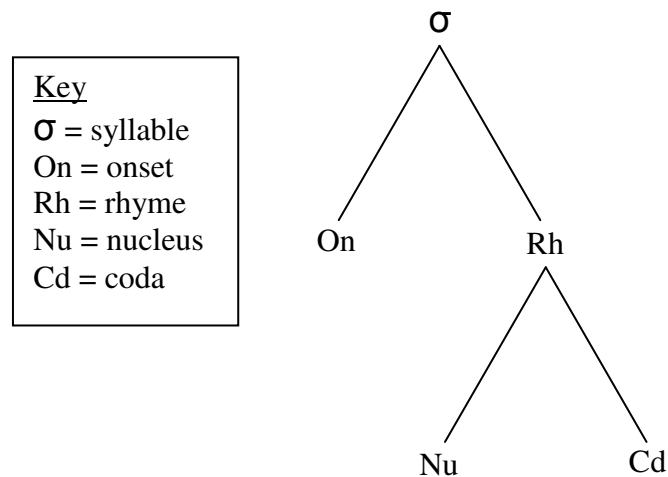 σ
Key
σ = syllable
On = onset
Rh = rhyme
Nu = nucleus
Cd = coda
On
Rh
Nu
Cd